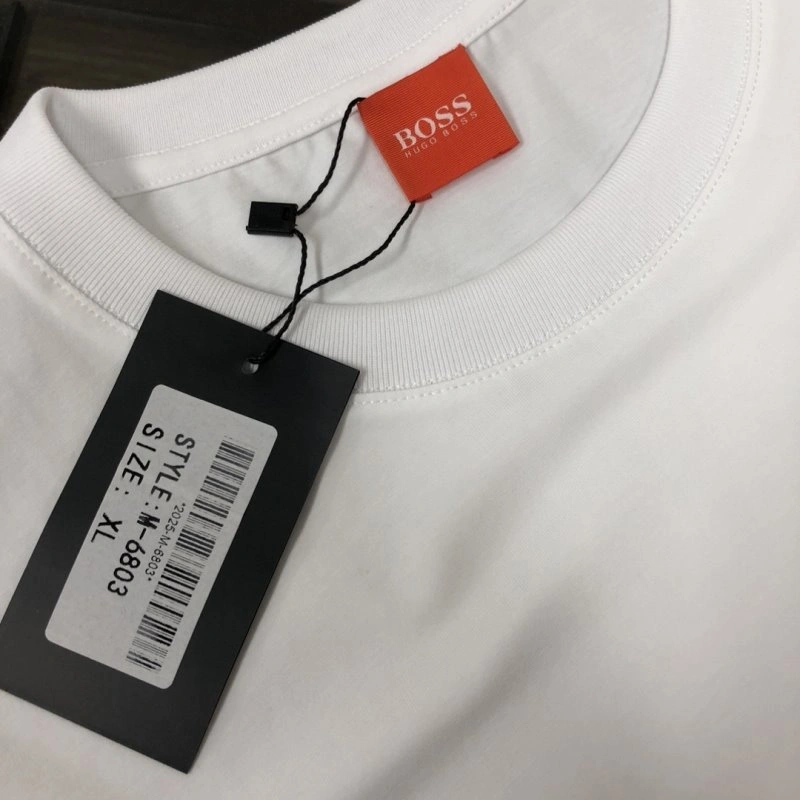 BOSS
HUGO BOSS
STYLE:M-6803
SIZE: XL
*2025-M-6803*